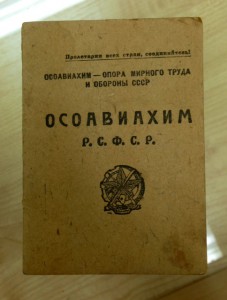 Пролетарии всех стран, соединяйтесь!
ОСОАВИАХИМ — ОПОРА МИРНОГО ТРУДА
И ОБОРОНЫ СССР
ОСОАВИАХИМ
Р. С. Ф. С. Р.